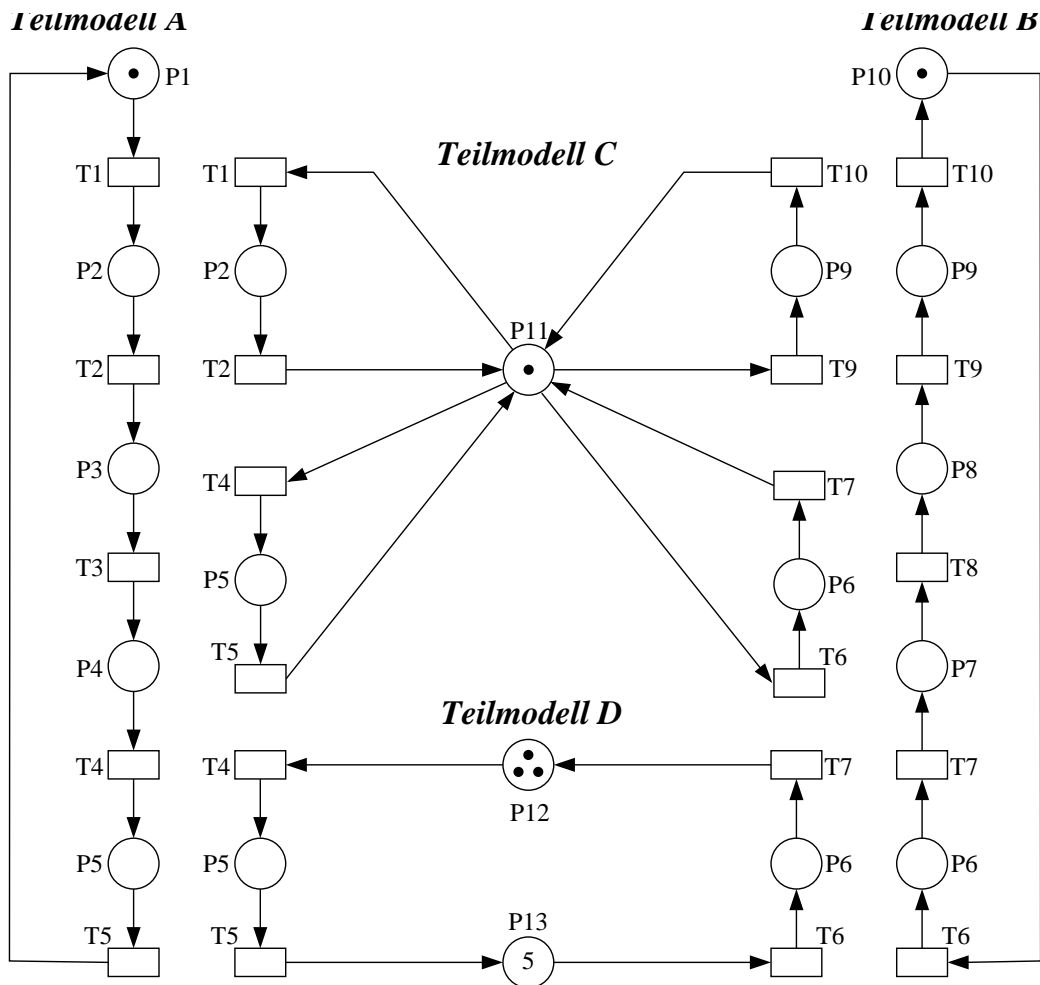 Teilmodell A
Teilmodell B
P1
P10
T1
T1
Teilmodell C
T10
T10
P2
P2
P9
P9
P11
T2
T2
T9
T9
P3
P8
T4
T7
T3
P5
P6
T8
P4
T5
T6
P7
Teilmodell D
T4
T4
T7
T7
P12
P5
P5
P6
P6
P13
T5
T5
5
T6
T6